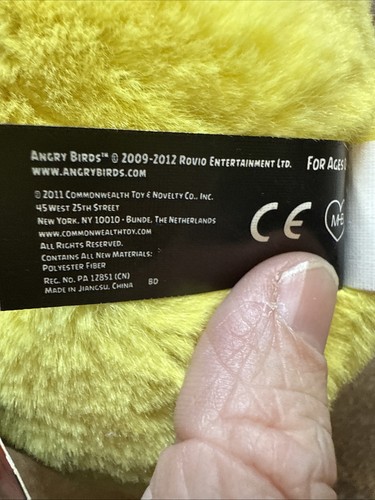 ANGRY BIRDS™ © 2009-2012 ROVIO ENTERTAINMENT LTD.
WWW.ANGRYBIRDS.COM
© 2011 COMMONWEALTH TOY & NOVELTY CO., INC.
45 WEST 25TH STREET
NEW YORK, NY 10010 · BUNDE, THE NETHERLANDS
WWW.COMMONWEALTHTOY.COM
ALL RIGHTS RESERVED.
CONTAINS ALL NEW MATERIALS:
POLYESTER FIBER
REG. NO. PA 12851 (CN)
MADE IN JIANGSU, CHINA BD
FOR AGES
CE